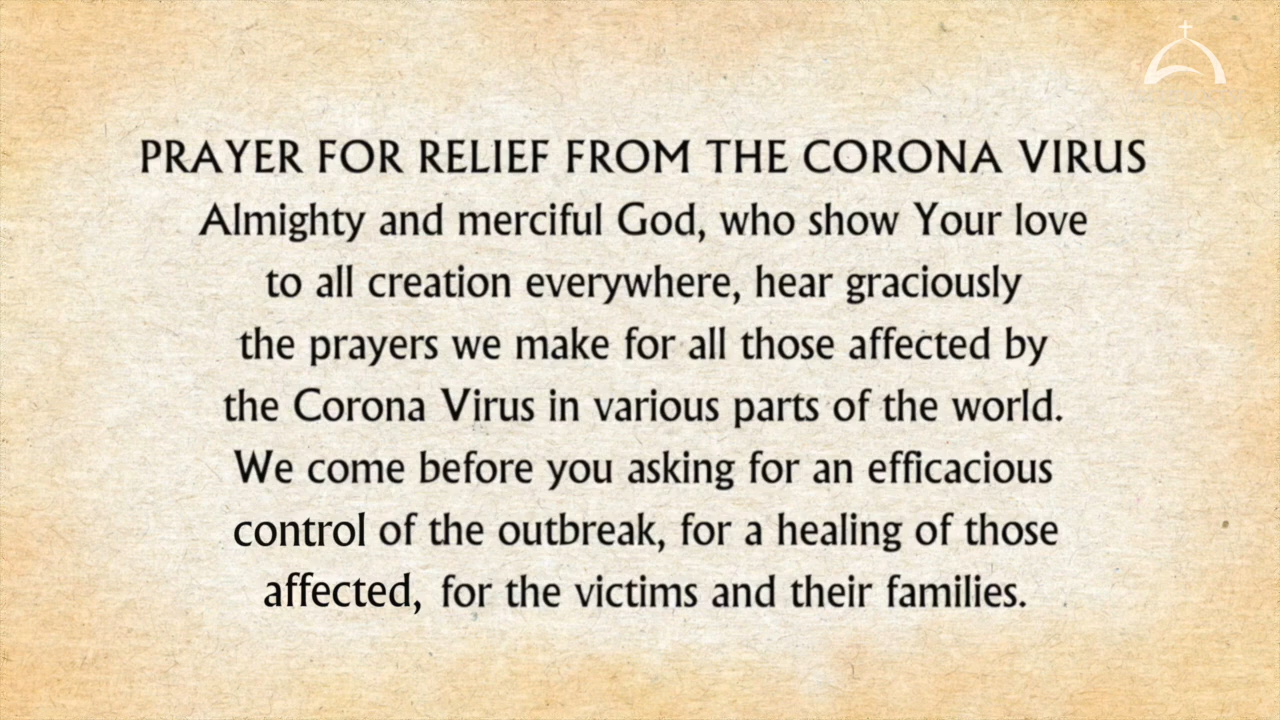 PRAYER FOR RELIEF FROM THE CORONA VIRUS
Almighty and merciful God, who show Your love
to all creation everywhere, hear graciously
the prayers we make for all those affected by
the Corona Virus in various parts of the world.
We come before you asking for an efficacious
control of the outbreak, for a healing of those
affected, for the victims and their families.